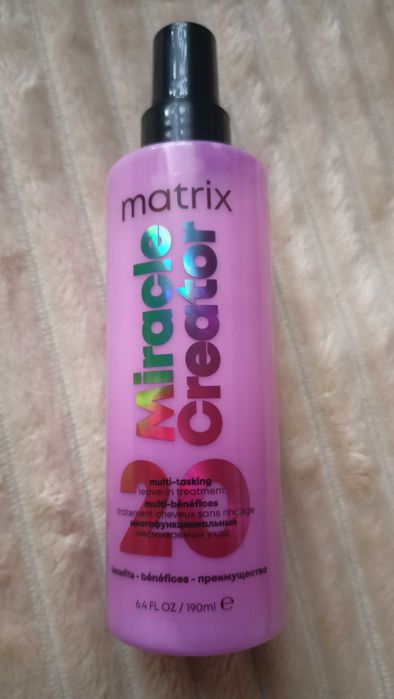 matrix
Miracle
Creator
20
multi-tasking
leave-in treatment
multi-bénéfices
traitement cheveux sans rinçage
многофункциональный
несмываемый уход
benefits - bénéfices - преимущества
6.4 FL OZ / 190ml ℮